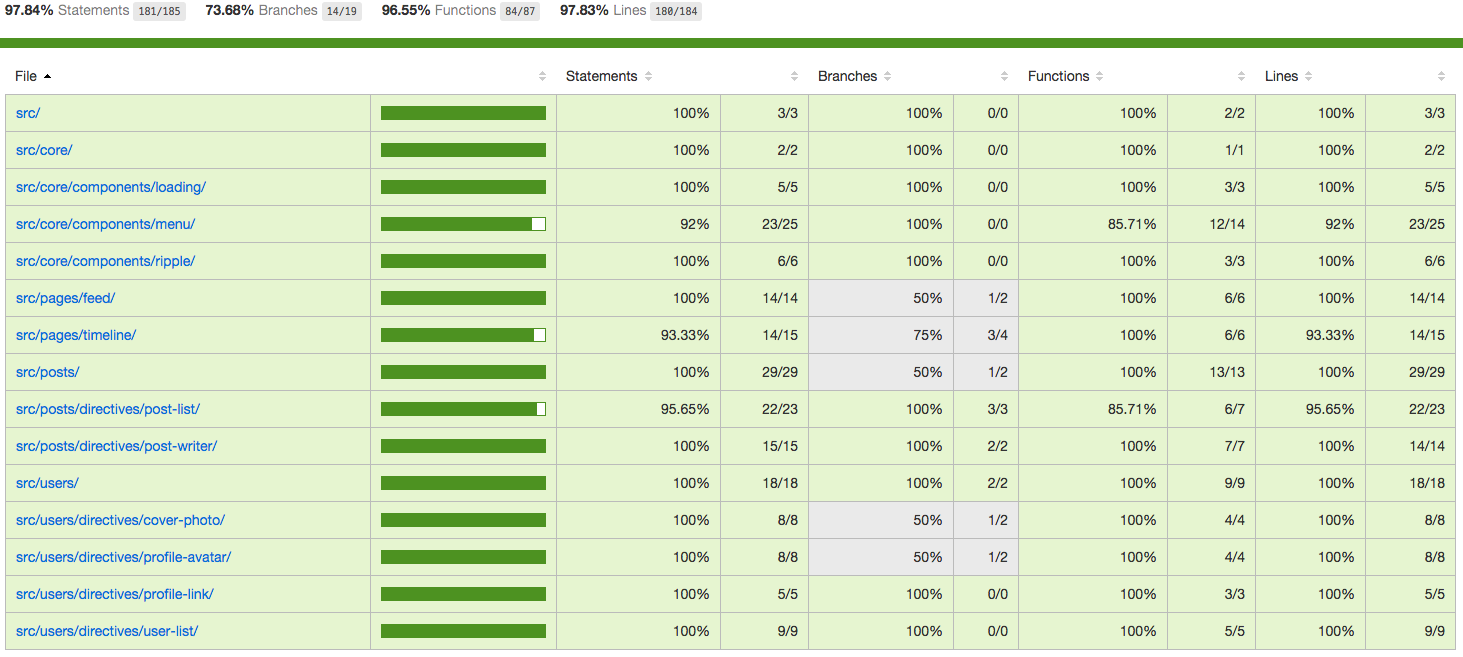 97.84% Statements 181/185 73.68% Branches 14/19 96.55% Functions 84/87 97.83% Lines 180/184
File Statements Branches Functions Lines
src/ 100% 3/3 100% 0/0 100% 2/2 100% 3/3
src/core/ 100% 2/2 100% 0/0 100% 1/1 100% 2/2
src/core/components/loading/ 100% 5/5 100% 0/0 100% 3/3 100% 5/5
src/core/components/menu/ 92% 23/25 100% 0/0 85.71% 12/14 92% 23/25
src/core/components/ripple/ 100% 6/6 100% 0/0 100% 3/3 100% 6/6
src/pages/feed/ 100% 14/14 50% 1/2 100% 6/6 100% 14/14
src/pages/timeline/ 93.33% 14/15 75% 3/4 100% 6/6 93.33% 14/15
src/posts/ 100% 29/29 50% 1/2 100% 13/13 100% 29/29
src/posts/directives/post-list/ 95.65% 22/23 100% 3/3 85.71% 6/7 95.65% 22/23
src/posts/directives/post-writer/ 100% 15/15 100% 2/2 100% 7/7 100% 14/14
src/users/ 100% 18/18 100% 2/2 100% 9/9 100% 18/18
src/users/directives/cover-photo/ 100% 8/8 50% 1/2 100% 4/4 100% 8/8
src/users/directives/profile-avatar/ 100% 8/8 50% 1/2 100% 4/4 100% 8/8
src/users/directives/profile-link/ 100% 5/5 100% 0/0 100% 3/3 100% 5/5
src/users/directives/user-list/ 100% 9/9 100% 0/0 100% 5/5 100% 9/9